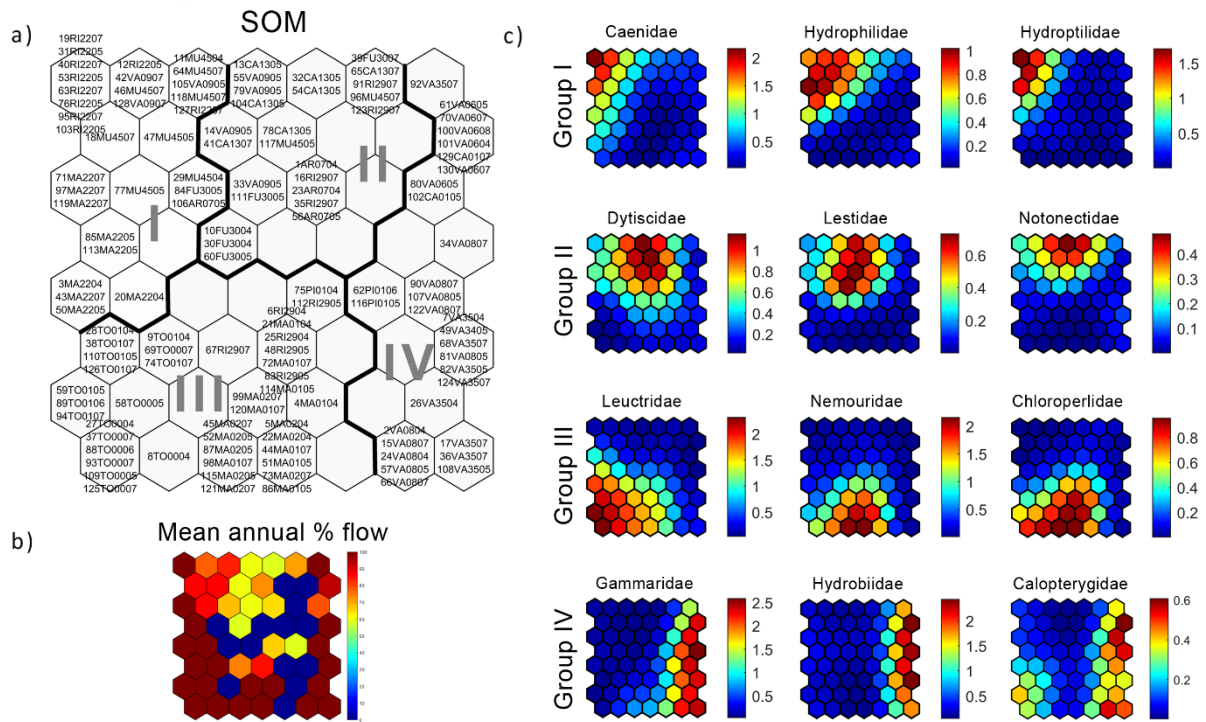 a)
SOM
19RI2207
31RI2205
40RI2207
53RI2205
63RI2207
76RI2205
95RI2207
103RI2205
12RI2205
42VA0907
46MU4507
128VA0907
11MU4504
64MU4507
105VA0905
118MU4507
127RI2207
13CA1305
55VA0905
79VA0905
104CA1305
32CA1305
54CA1305
39FU3007
65CA1307
91RI2907
96MU4507
123RI2907
92VA3507
18MU4507
47MU4505
14VA0905
41CA1307
78CA1305
117MU4505
61VA0605
70VA0607
100VA0608
101VA0604
129CA0107
130VA0607
71MA2207
97MA2207
119MA2207
77MU4505
29MU4504
84FU3005
106AR0705
33VA0905
111FU3005
1AR0704
16RI2907
23AR0704
35RI2907
56AR0705
80VA0605
102CA0105
85MA2205
113MA2205
10FU3004
30FU3004
60FU3005
34VA0807
3MA2204
43MA2207
50MA2205
20MA2204
75PI0104
112RI2905
62PI0106
116PI0105
90VA0807
107VA0805
122VA0807
28TO0104
38TO0107
110TO0105
126TO0107
9TO0104
69TO0007
74TO0107
67RI2907
6RI2904
21MA0104
25RI2904
48RI2905
72MA0107
83RI2905
114MA0105
7VA3504
49VA3405
68VA3507
81VA0805
82VA3505
124VA3507
59TO0105
89TO0106
94TO0107
58TO0005
99MA0207
120MA0107
4MA0104
26VA3504
27TO0004
37TO0007
88TO0006
93TO0007
109TO0005
125TO0007
8TO0004
45MA0207
52MA0205
87MA0205
98MA0107
115MA0205
121MA0207
5MA0204
22MA0204
44MA0107
51MA0105
73MA0207
86MA0105
2VA0804
15VA0807
24VA0804
57VA0805
66VA0807
17VA3507
36VA3507
108VA3505
I
II
III
IV
b)
Mean annual % flow
c)
Group I
Caenidae
2
1.5
1
0.5
Hydrophilidae
1
0.8
0.6
0.4
0.2
Hydroptilidae
1.5
1
0.5
Group II
Dytiscidae
1
0.8
0.6
0.4
0.2
Lestidae
0.6
0.4
0.2
Notonectidae
0.4
0.3
0.2
0.1
Group III
Leuctridae
2
1.5
1
0.5
Nemouridae
2
1.5
1
0.5
Chloroperlidae
0.8
0.6
0.4
0.2
Group IV
Gammaridae
2.5
2
1.5
1
0.5
Hydrobiidae
2
1.5
1
0.5
Calopterygidae
0.6
0.4
0.2